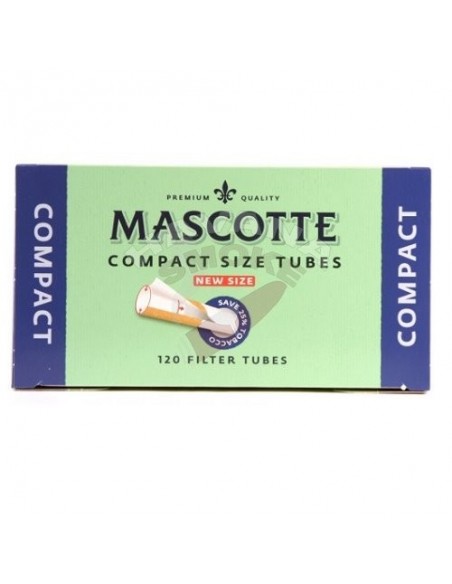 PREMIUM QUALITY
MASCOTTE
COMPACT SIZE TUBES
NEW SIZE
SAVE 25% TOBACCO
120 FILTER TUBES
COMPACT
COMPACT